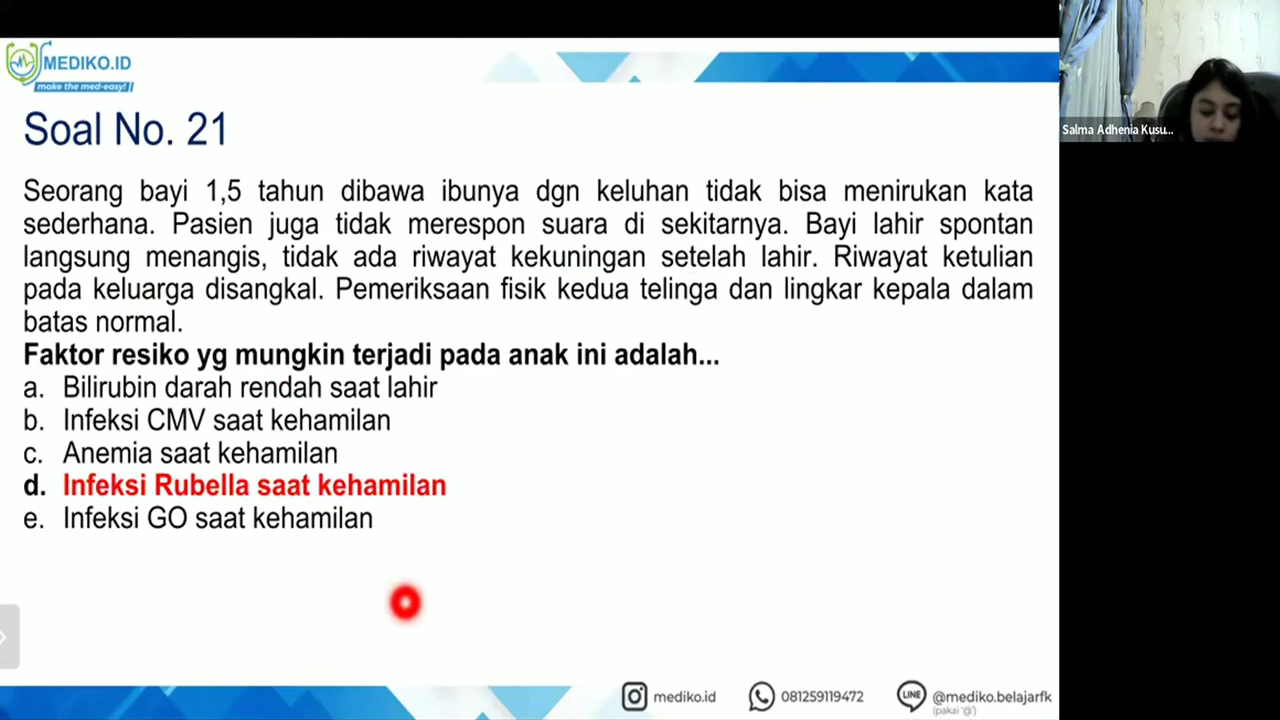 MEDIKO.ID
make the med-easy!
Salma Adhenia Kusu...
Soal No. 21
Seorang bayi 1,5 tahun dibawa ibunya dgn keluhan tidak bisa menirukan kata
sederhana. Pasien juga tidak merespon suara di sekitarnya. Bayi lahir spontan
langsung menangis, tidak ada riwayat kekuningan setelah lahir. Riwayat ketulian
pada keluarga disangkal. Pemeriksaan fisik kedua telinga dan lingkar kepala dalam
batas normal.
Faktor resiko yg mungkin terjadi pada anak ini adalah...
a. Bilirubin darah rendah saat lahir
b. Infeksi CMV saat kehamilan
c. Anemia saat kehamilan
d. Infeksi Rubella saat kehamilan
e. Infeksi GO saat kehamilan
mediko.id
081259119472
LINE
@mediko.belajarfk
(pakai '@')